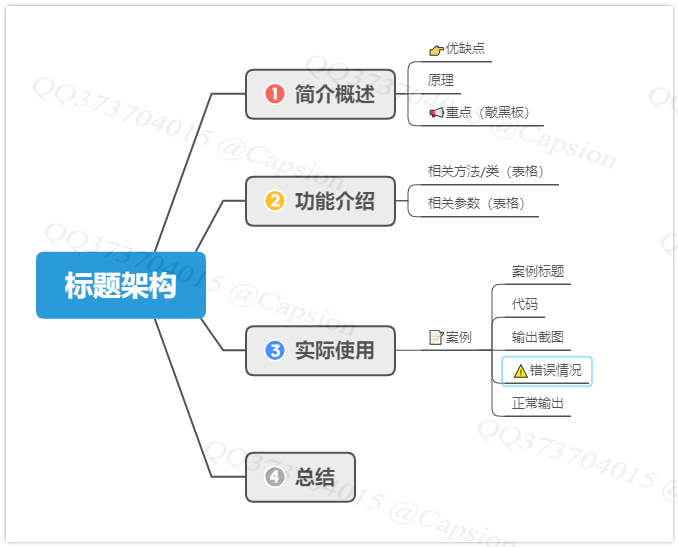 标题架构
1 简介概述
👉优缺点
原理
📢重点（敲黑板）
2 功能介绍
相关方法/类（表格）
相关参数（表格）
3 实际使用
📝案例
案例标题
代码
输出截图
⚠错误情况
正常输出
4 总结
QQ373704015 @Capsion
QQ373704015 @Capsion
QQ373704015 @Capsion
QQ373704015 @Capsion
QQ373704015 @